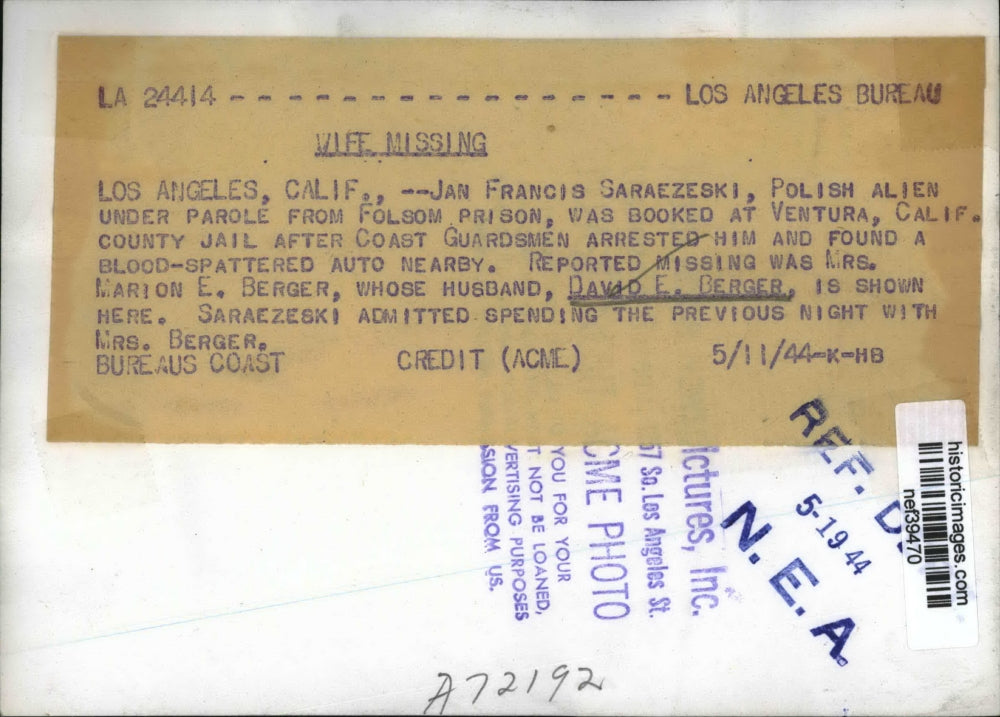 LA 24414 - - - - - - - - - - - - - - - - LOS ANGELES BUREAU
WIFE MISSING
LOS ANGELES, CALIF., --JAN FRANCIS SARAEZESKI, POLISH ALIEN
UNDER PAROLE FROM FOLSOM PRISON, WAS BOOKED AT VENTURA, CALIF.
COUNTY JAIL AFTER COAST GUARDSMEN ARRESTED HIM AND FOUND A
BLOOD-SPATTERED AUTO NEARBY. REPORTED MISSING WAS MRS.
MARION E. BERGER, WHOSE HUSBAND, DAVID E. BERGER, IS SHOWN
HERE. SARAEZESKI ADMITTED SPENDING THE PREVIOUS NIGHT WITH
MRS. BERGER.
BUREAUS COAST CREDIT (ACME) 5/11/44-K-HB
REF. D
5-19 44
N. E. A.
historicimages.com
nef39470
ictures, Inc.
57 So. Los Angeles St.
CME PHOTO
YOU FOR YOUR
T NOT BE LOANED,
VERTISING PURPOSES
SION FROM US.
A72192